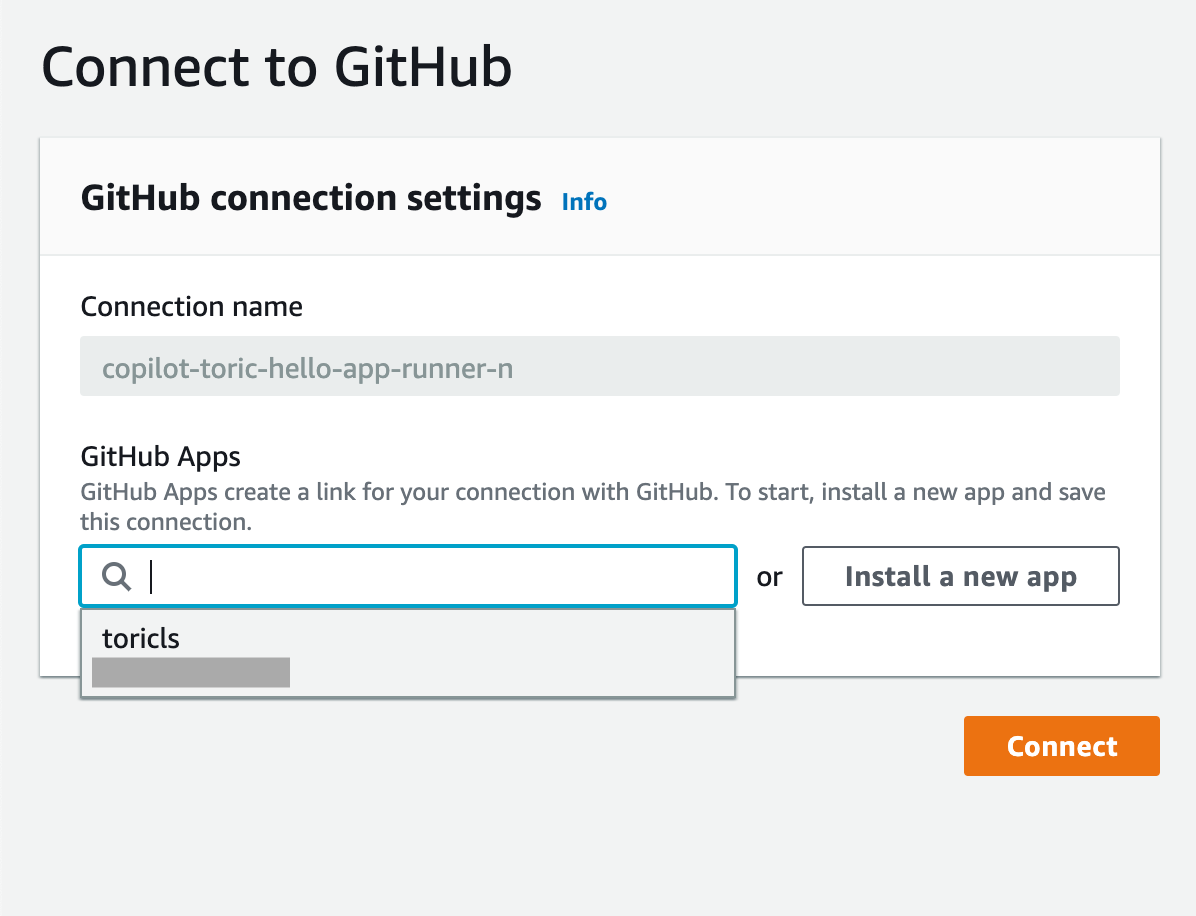 Connect to GitHub
GitHub connection settings Info
Connection name
copilot-toric-hello-app-runner-n
GitHub Apps
GitHub Apps create a link for your connection with GitHub. To start, install a new app and save
this connection.
or Install a new app
toricls
Connect